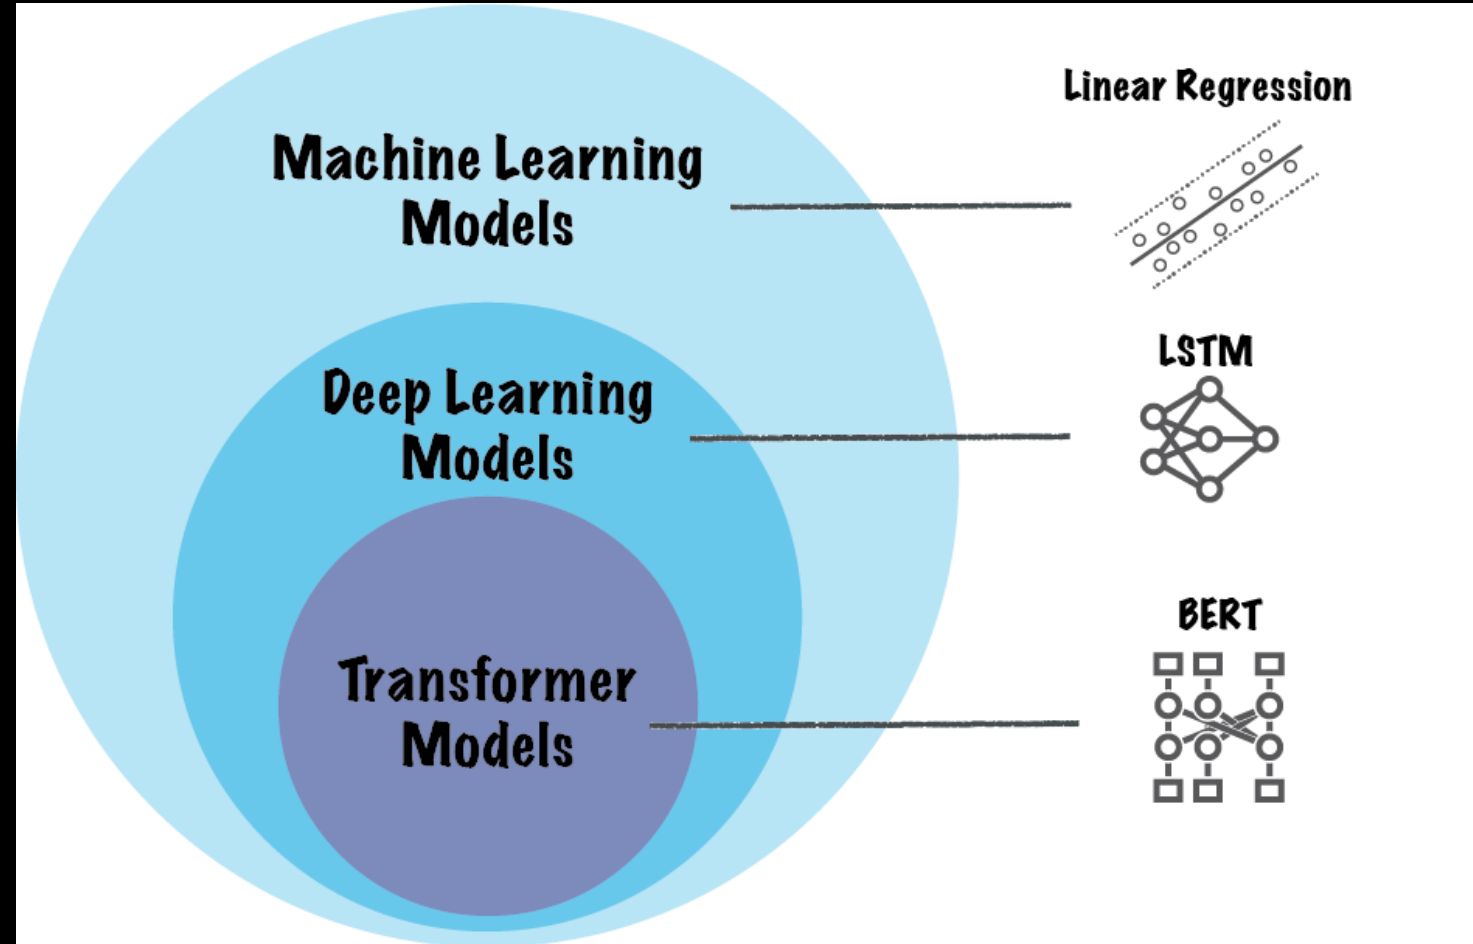 Machine Learning
Models
Linear Regression
Deep Learning
Models
LSTM
Transformer
Models
BERT